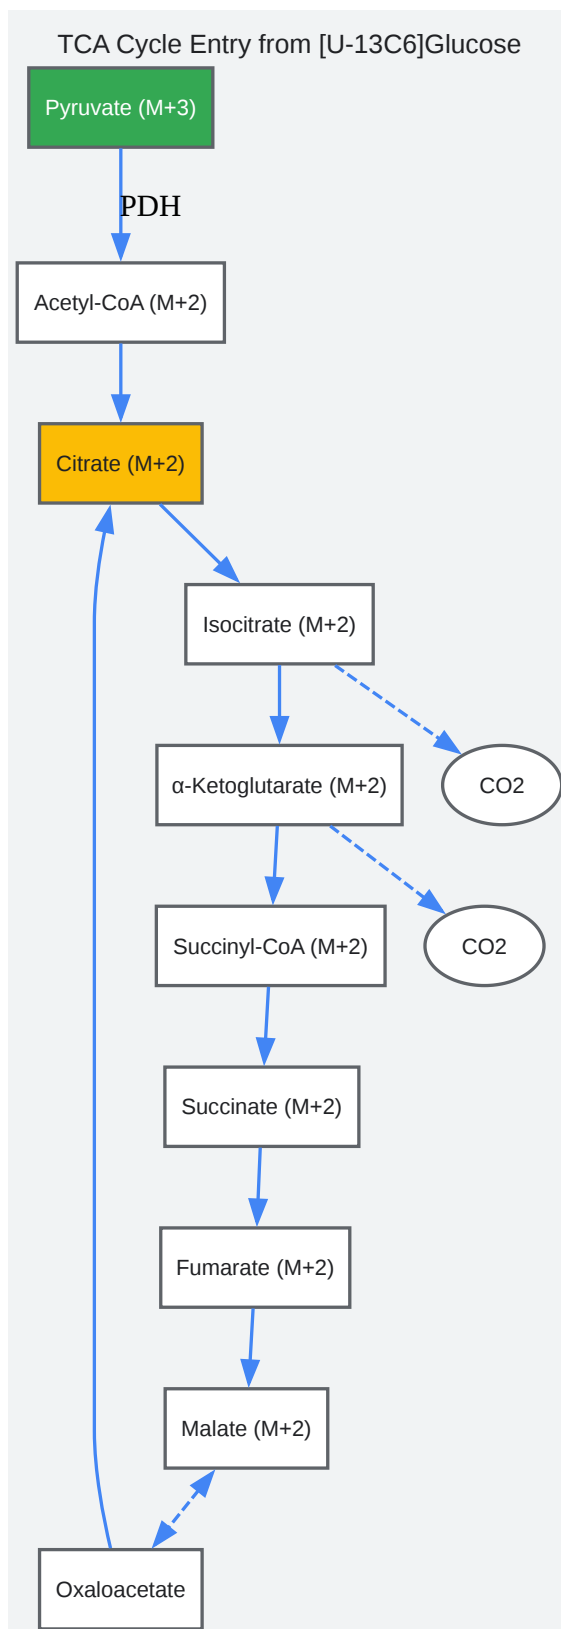 TCA Cycle Entry from [U-13C6]Glucose
Pyruvate (M+3)
PDH
Acetyl-CoA (M+2)
Citrate (M+2)
Isocitrate (M+2)
α-Ketoglutarate (M+2)
CO2
Succinyl-CoA (M+2)
CO2
Succinate (M+2)
Fumarate (M+2)
Malate (M+2)
Oxaloacetate